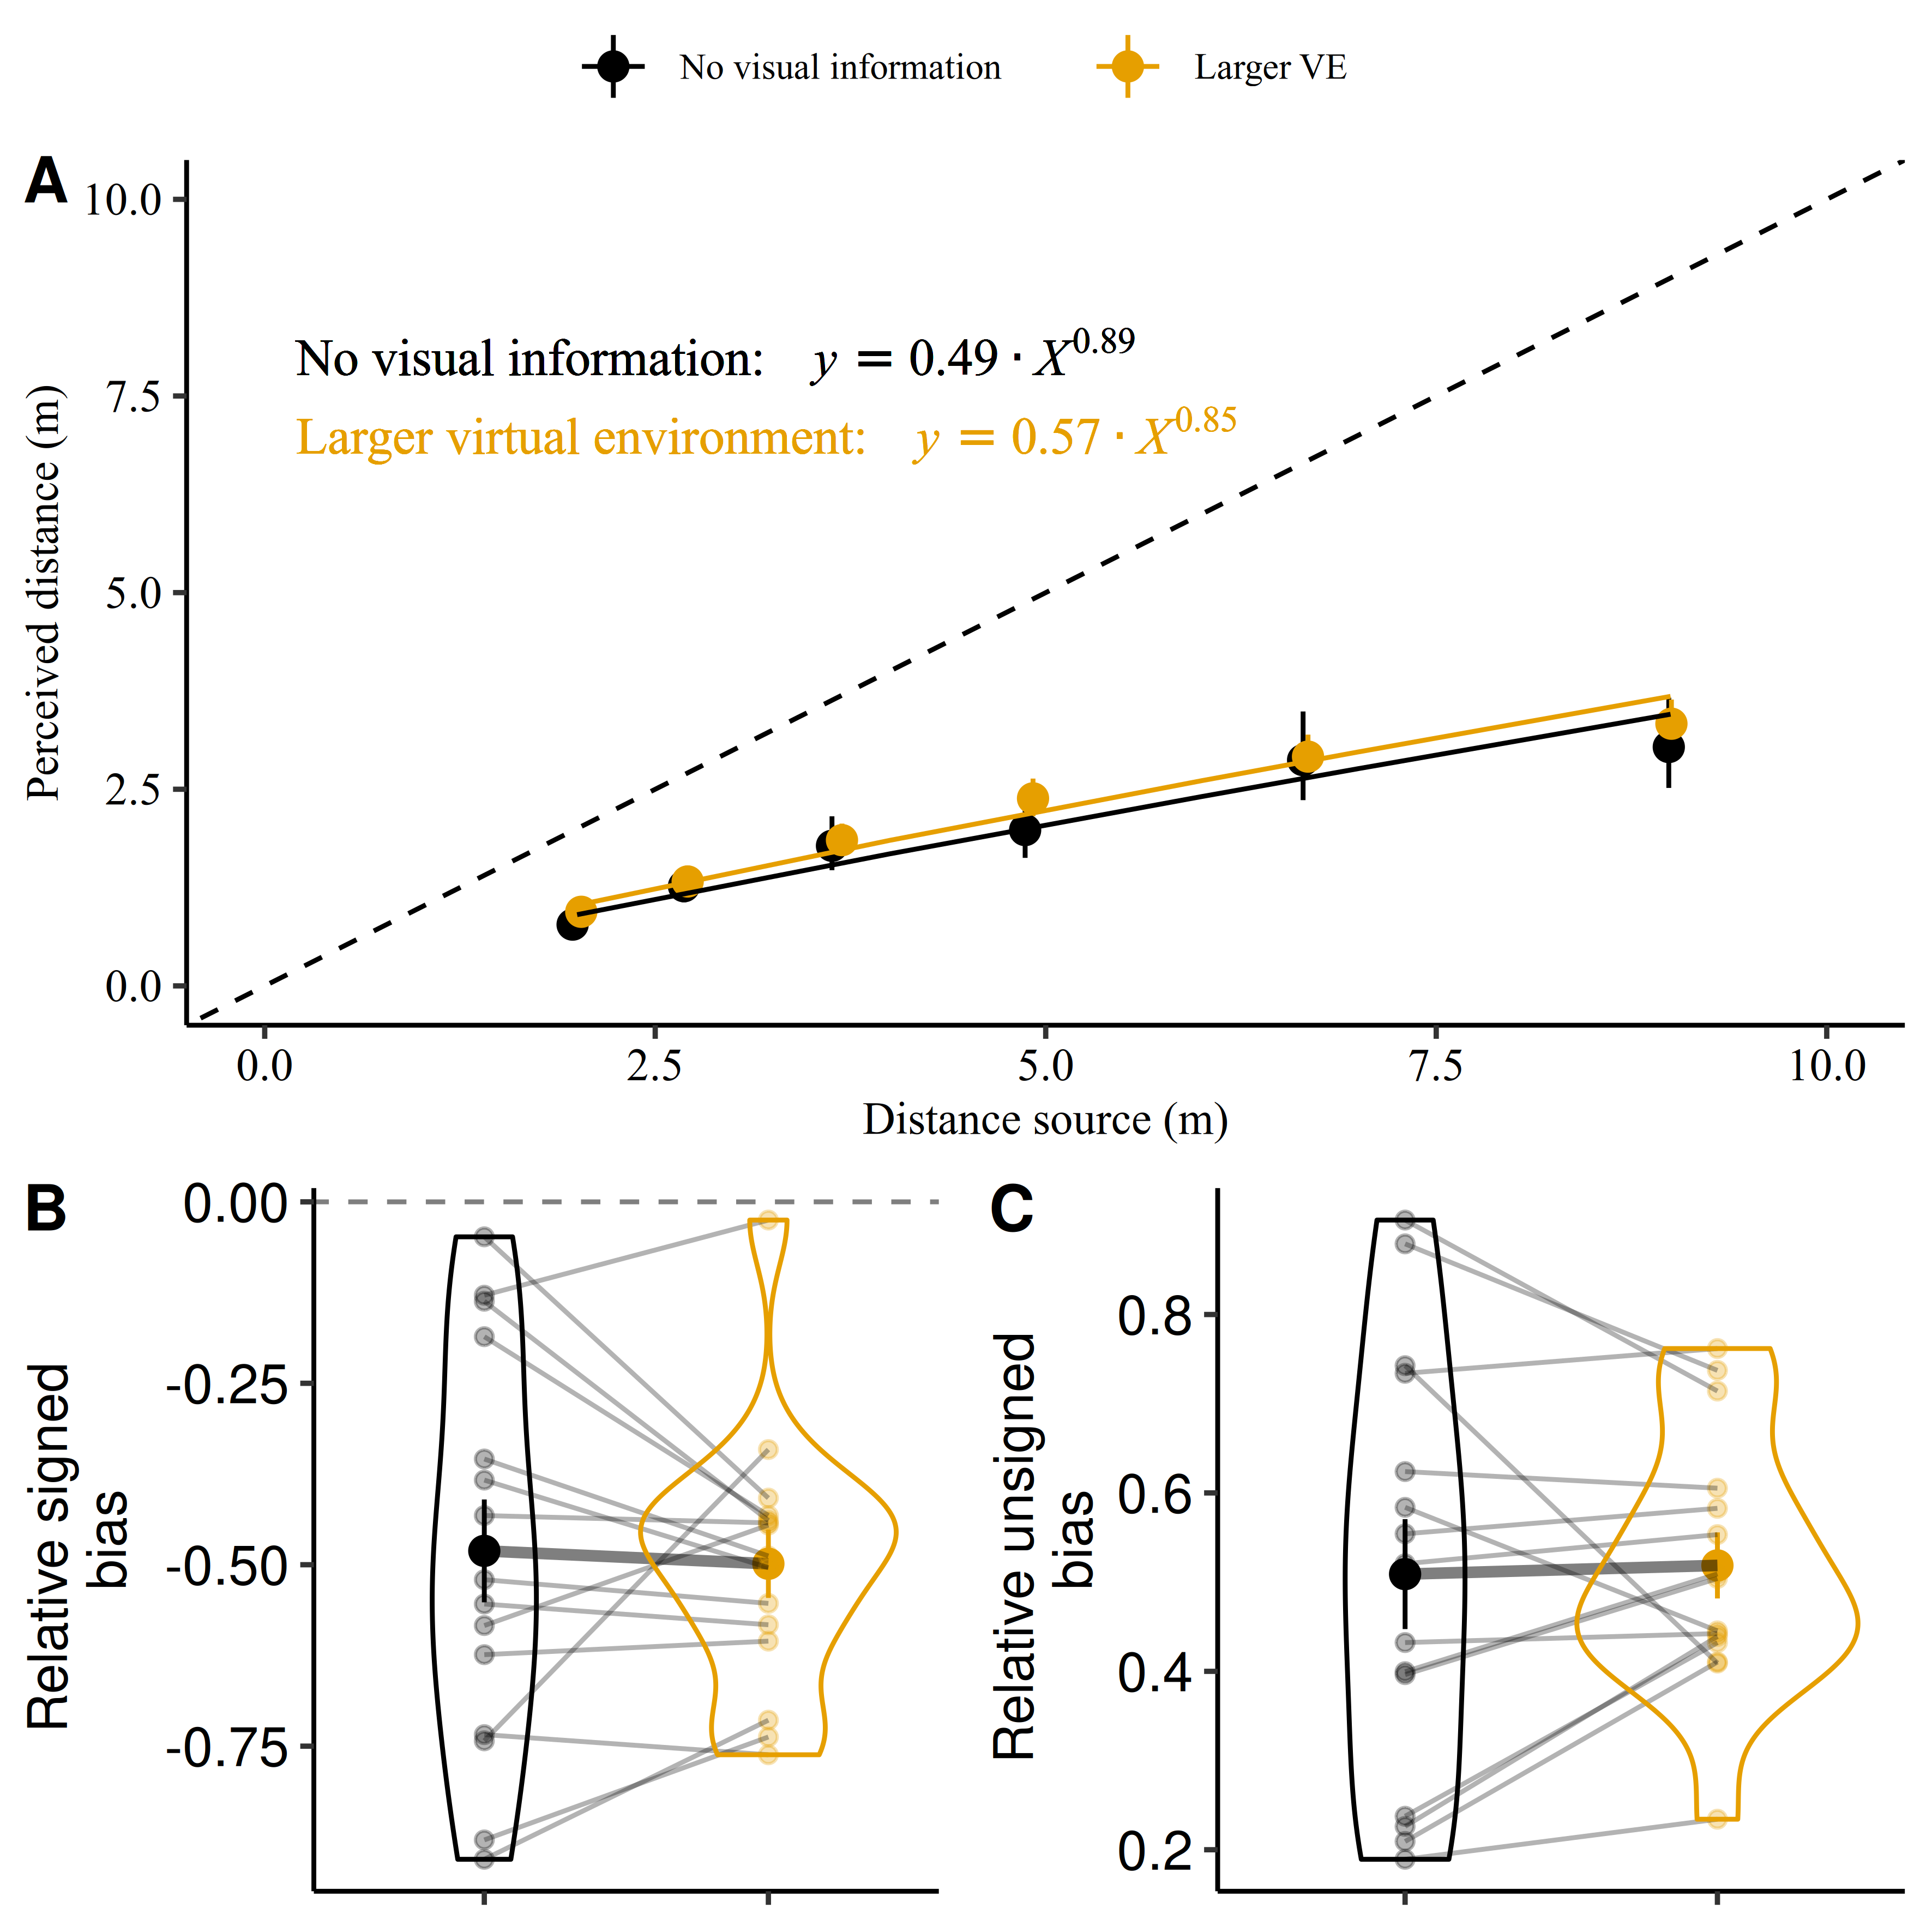 No visual information    Larger VE
A
10.0
7.5
5.0
2.5
0.0
Perceived distance (m)
No visual information: y = 0.49 · X^0.89
Larger virtual environment: y = 0.57 · X^0.85
0.0 2.5 5.0 7.5 10.0
Distance source (m)
B
0.00
-0.25
-0.50
-0.75
Relative signed
bias
C
0.8
0.6
0.4
0.2
Relative unsigned
bias